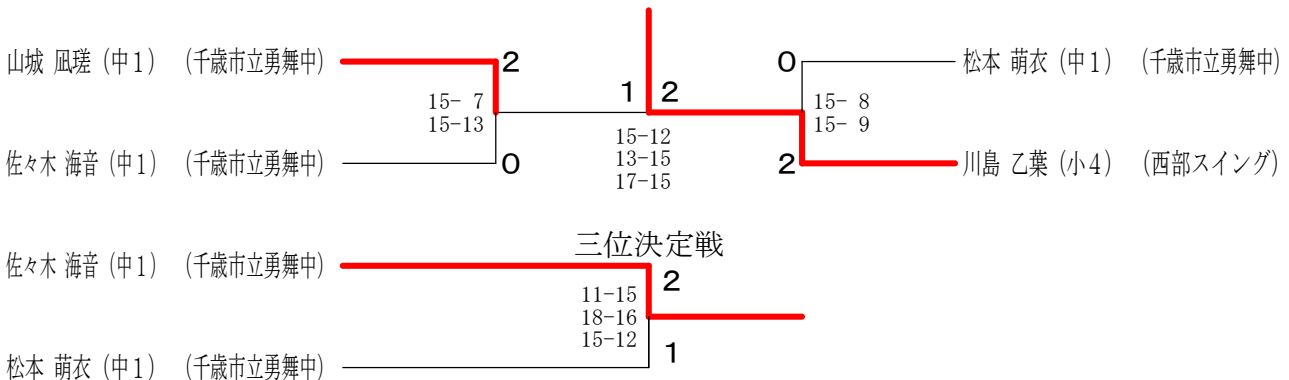 山城 凪瑳 (中１) (千歳市立勇舞中)
2
15- 7
15-13
佐々木 海音 (中１) (千歳市立勇舞中)
0
1 2
15-12
13-15
17-15
0
松本 萌衣 (中１) (千歳市立勇舞中)
15- 8
15- 9
2
川島 乙葉 (小４) (西部スイング)
三位決定戦
佐々木 海音 (中１) (千歳市立勇舞中)
2
11-15
18-16
15-12
1
松本 萌衣 (中１) (千歳市立勇舞中)